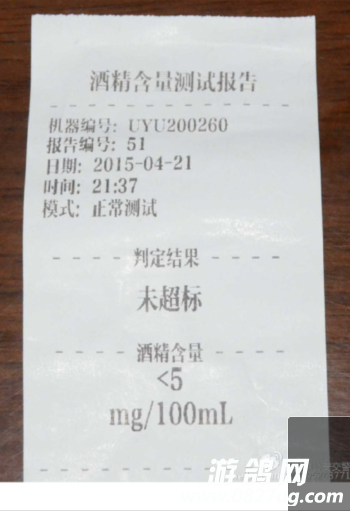 酒精含量测试报告
机器编号: UYU200260
报告编号: 51
日期: 2015-04-21
时间: 21:37
模式: 正常测试
- - - - 判定结果 - - - -
未超标
- - - - 酒精含量 - - - -
<5
mg/100mL
游鸽网